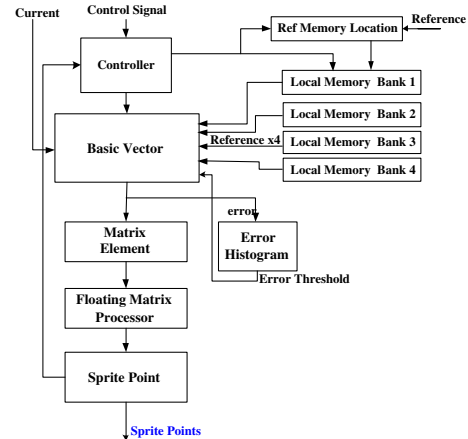 Current
Control Signal
Ref Memory Location
Reference
Controller
Local Memory Bank 1
Local Memory Bank 2
Basic Vector
Reference x4
Local Memory Bank 3
Local Memory Bank 4
error
Matrix
Element
Error
Histogram
Error Threshold
Floating Matrix
Processor
Sprite Point
Sprite Points